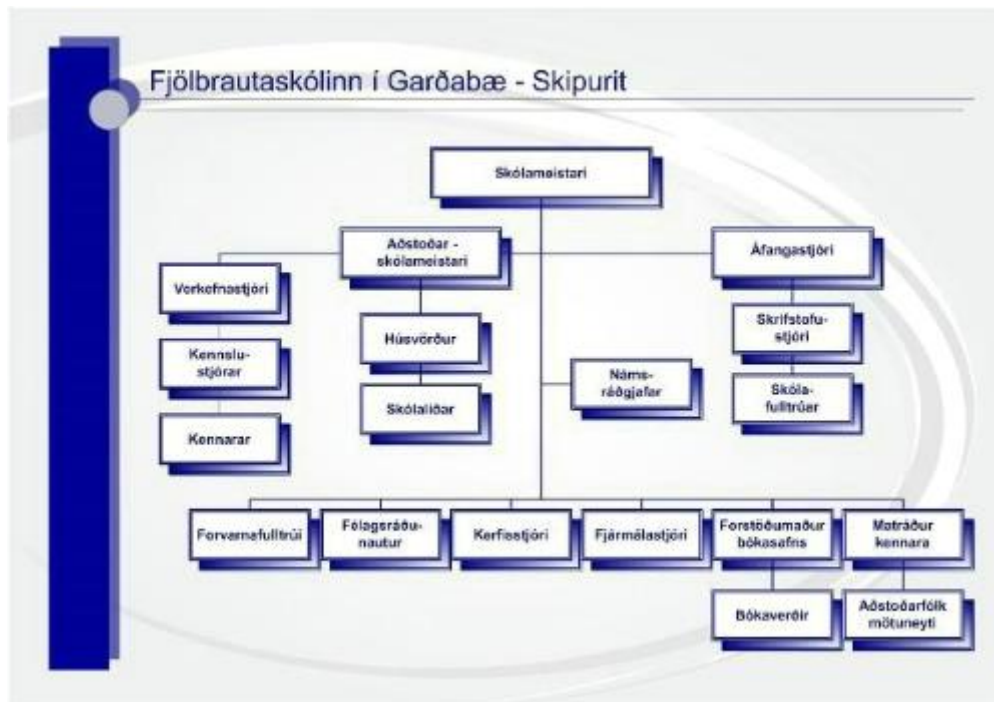 Fjölbrautaskólinn í Garðabæ - Skipurit
Skólameistari
Aðstoðar -
skólameistari
Áfangastjóri
Verkefnastjóri
Kennslu-
stjórar
Kennarar
Húsvörður
Skólaliðar
Náms-
ráðgjafar
Skrifstofu-
stjóri
Skóla-
fulltrúar
Forvarnafulltrúi
Félagsráðu-
nautur
Kerfisstjóri
Fjármálastjóri
Forstöðumaður
bókasafns
Matráður
kennara
Bókaverðir
Aðstoðarfólk
mötuneyti